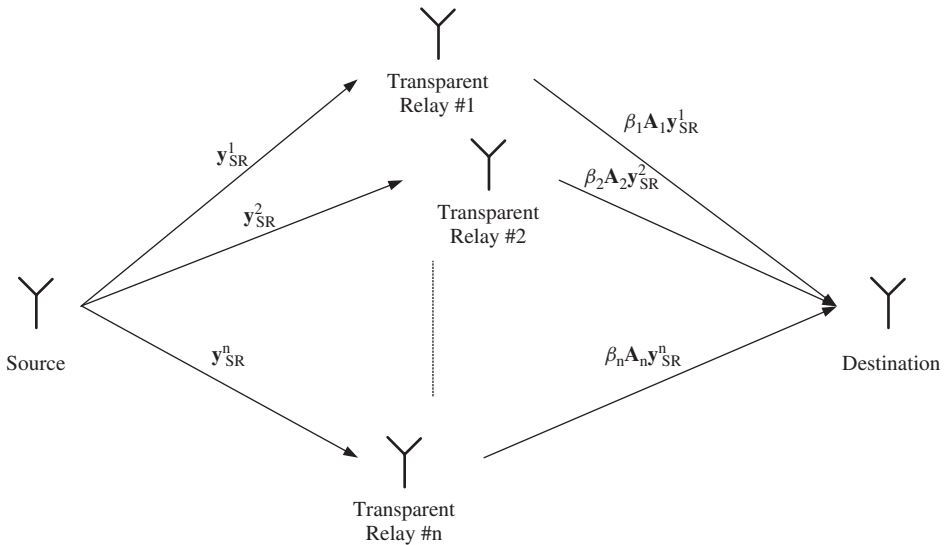 Transparent
Relay #1
β₁A₁y¹SR
y¹SR
β₂A₂y²SR
y²SR
Transparent
Relay #2
Source
yⁿSR
βₙAₙyⁿSR
Destination
Transparent
Relay #n